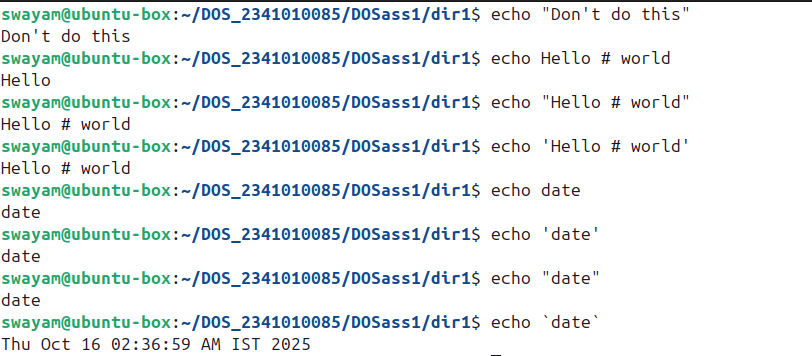 swayam@ubuntu-box:~/DOS_2341010085/DOSass1/dir1$ echo "Don't do this"
Don't do this
swayam@ubuntu-box:~/DOS_2341010085/DOSass1/dir1$ echo Hello # world
Hello
swayam@ubuntu-box:~/DOS_2341010085/DOSass1/dir1$ echo "Hello # world"
Hello # world
swayam@ubuntu-box:~/DOS_2341010085/DOSass1/dir1$ echo 'Hello # world'
Hello # world
swayam@ubuntu-box:~/DOS_2341010085/DOSass1/dir1$ echo date
date
swayam@ubuntu-box:~/DOS_2341010085/DOSass1/dir1$ echo 'date'
date
swayam@ubuntu-box:~/DOS_2341010085/DOSass1/dir1$ echo "date"
date
swayam@ubuntu-box:~/DOS_2341010085/DOSass1/dir1$ echo `date`
Thu Oct 16 02:36:59 AM IST 2025